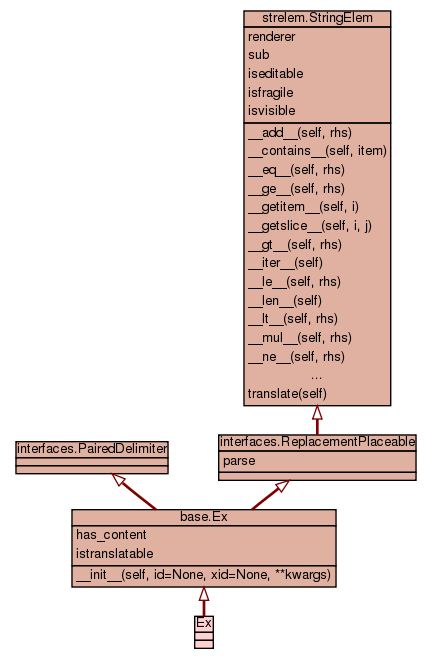 strelem.StringElem
renderer
sub
iseditable
isfragile
isvisible
__add__(self, rhs)
__contains__(self, item)
__eq__(self, rhs)
__ge__(self, rhs)
__getitem__(self, i)
__getslice__(self, i, j)
__gt__(self, rhs)
__iter__(self)
__le__(self, rhs)
__len__(self)
__lt__(self, rhs)
__mul__(self, rhs)
__ne__(self, rhs)
...
translate(self)
interfaces.PairedDelimiter
interfaces.ReplacementPlaceable
parse
base.Ex
has_content
istranslatable
__init__(self, id=None, xid=None, **kwargs)
Ex